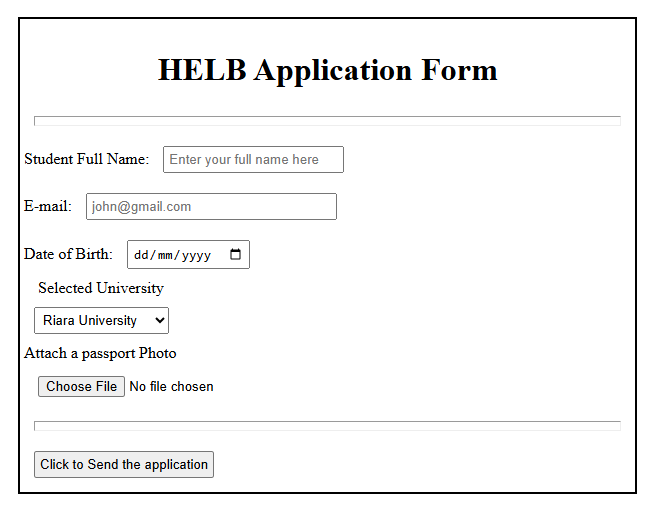 HELB Application Form
Student Full Name: Enter your full name here
E-mail: john@gmail.com
Date of Birth: dd/mm/yyyy
Selected University
Riara University
Attach a passport Photo
Choose File No file chosen
Click to Send the application